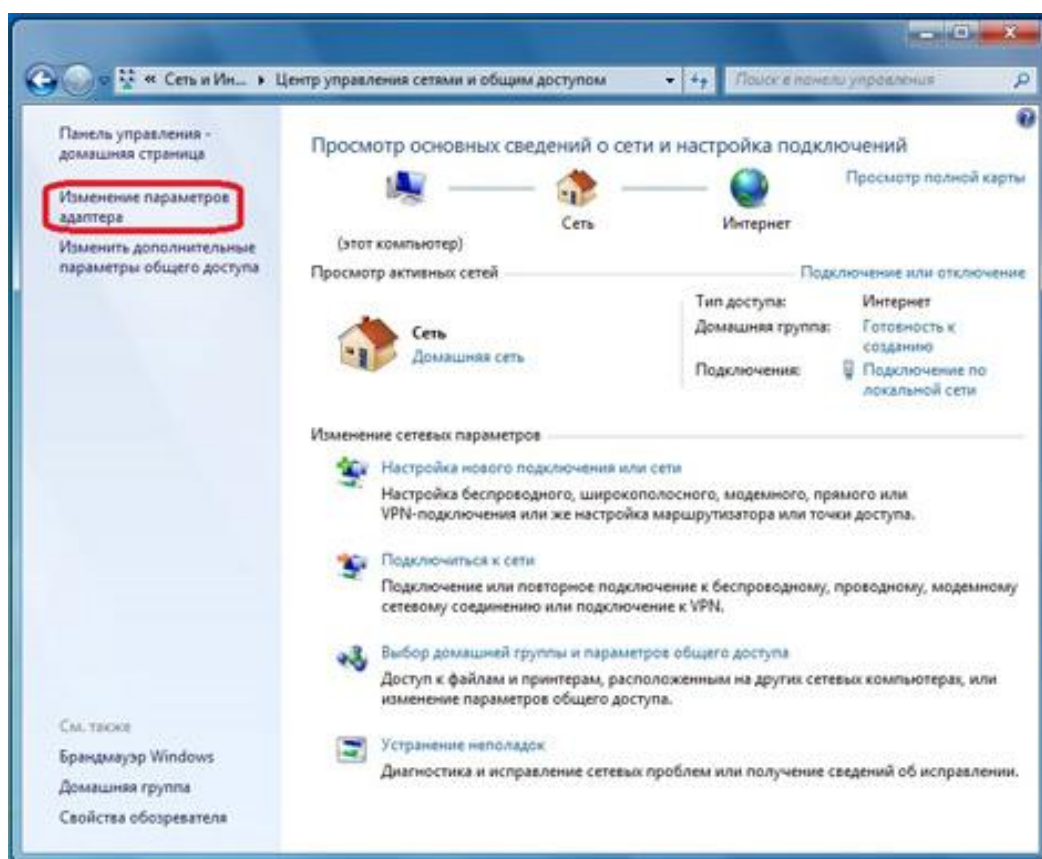 « Сеть и Ин... ▸ Центр управления сетями и общим доступом
Поиск в панели управления
Панель управления -
домашняя страница
Изменение параметров
адаптера
Изменить дополнительные
параметры общего доступа
См. также
Брандмауэр Windows
Домашняя группа
Свойства обозревателя
Просмотр основных сведений о сети и настройка подключений
Просмотр полной карты
Сеть
Интернет
(этот компьютер)
Просмотр активных сетей
Подключение или отключение
Сеть
Домашняя сеть
Тип доступа: Интернет
Домашняя группа: Готовность к
созданию
Подключения: Подключение по
локальной сети
Изменение сетевых параметров
Настройка нового подключения или сети
Настройка беспроводного, широкополосного, модемного, прямого или
VPN-подключения или же настройка маршрутизатора или точки доступа.
Подключиться к сети
Подключение или повторное подключение к беспроводному, проводному, модемному
сетевому соединению или подключение к VPN.
Выбор домашней группы и параметров общего доступа
Доступ к файлам и принтерам, расположенным на других сетевых компьютерах, или
изменение параметров общего доступа.
Устранение неполадок
Диагностика и исправление сетевых проблем или получение сведений об исправлении.